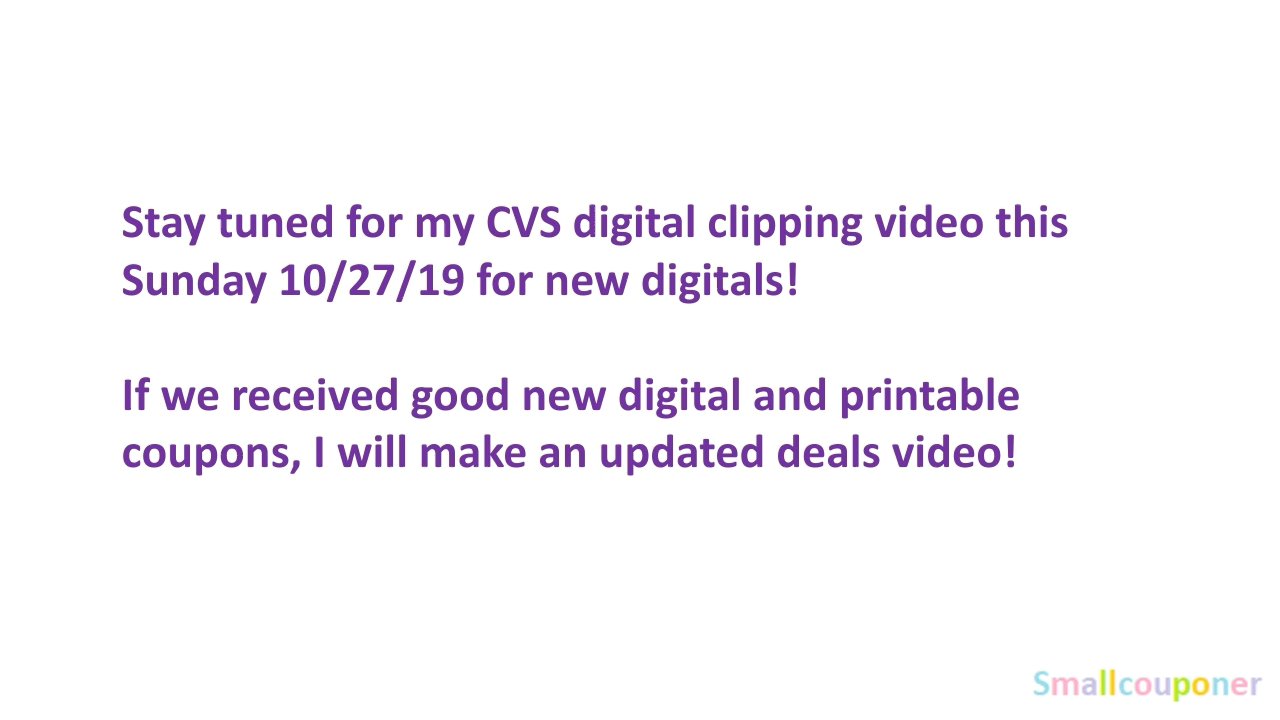 Stay tuned for my CVS digital clipping video this
Sunday 10/27/19 for new digitals!
If we received good new digital and printable
coupons, I will make an updated deals video!
Smallcouponer